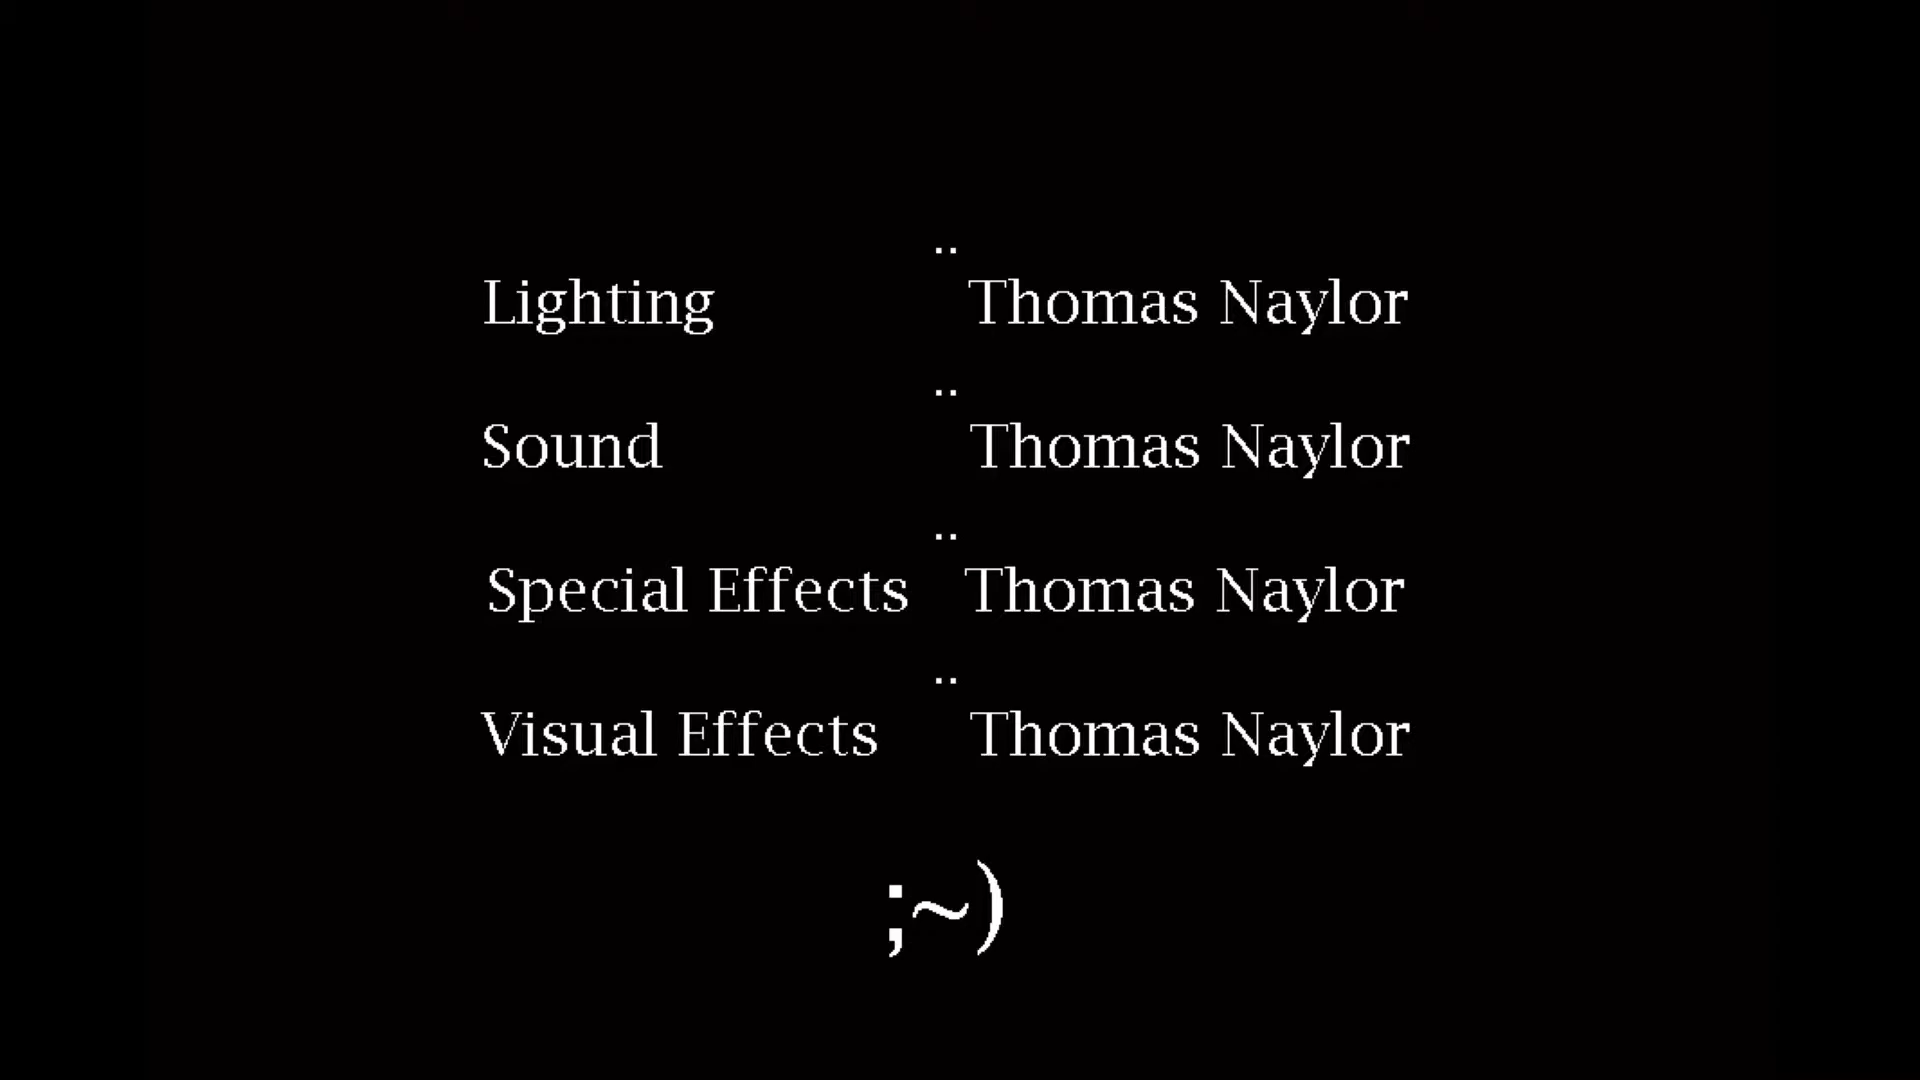 ..
Lighting Thomas Naylor
..
Sound Thomas Naylor
..
Special Effects Thomas Naylor
..
Visual Effects Thomas Naylor
;~)